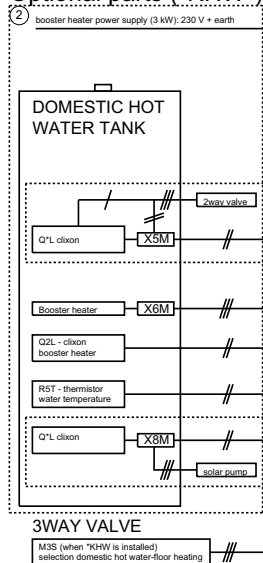 2
booster heater power supply (3 kW): 230 V + earth
DOMESTIC HOT
WATER TANK
2way valve
Q*L clixon
X5M
Booster heater
X6M
Q2L - clixon
booster heater
R5T - thermistor
water temperature
Q*L clixon
X8M
solar pump
3WAY VALVE
M3S (when *KHW is installed)
selection domestic hot water-floor heating